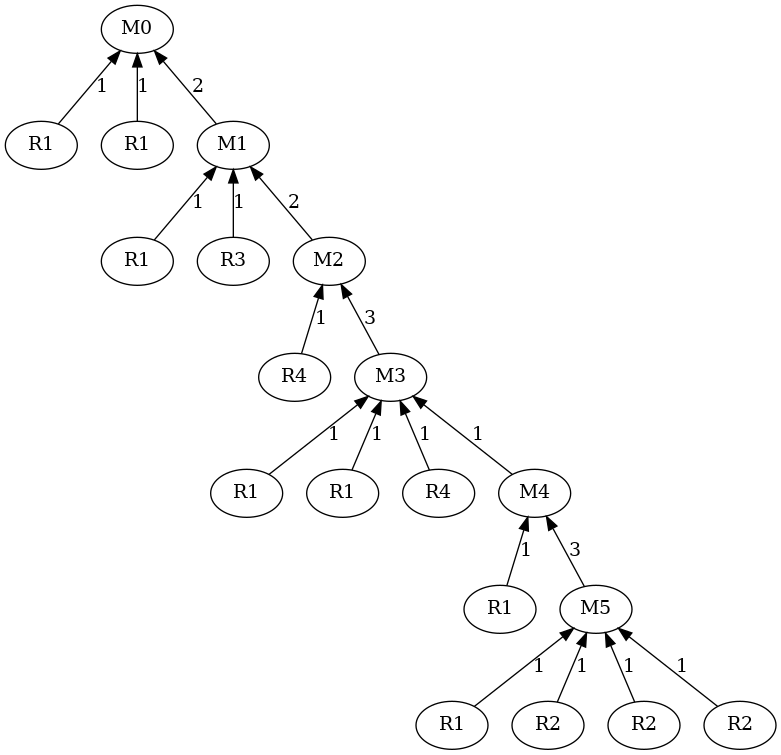 M0
1 1 2
R1 R1 M1
1 1 2
R1 R3 M2
1 3
R4 M3
1 1 1 1
R1 R1 R4 M4
1 3
R1 M5
1 1 1 1
R1 R2 R2 R2